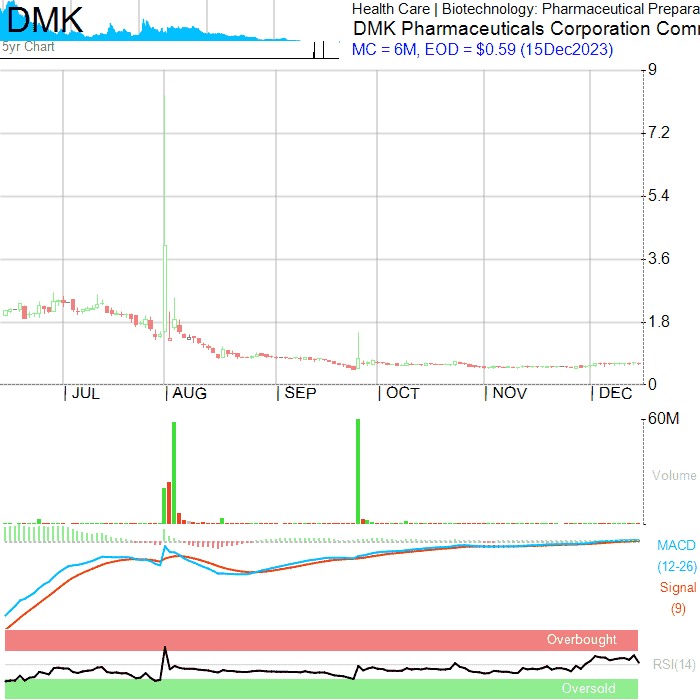 DMK
Health Care | Biotechnology: Pharmaceutical Prepara
DMK Pharmaceuticals Corporation Com
5yr Chart
MC = 6M, EOD = $0.59 (15Dec2023)
9
7.2
5.4
3.6
1.8
0
| JUL | AUG | SEP | OCT | NOV | DEC
60M
Volume
MACD
(12-26)
Signal
(9)
Overbought
RSI(14)
Oversold